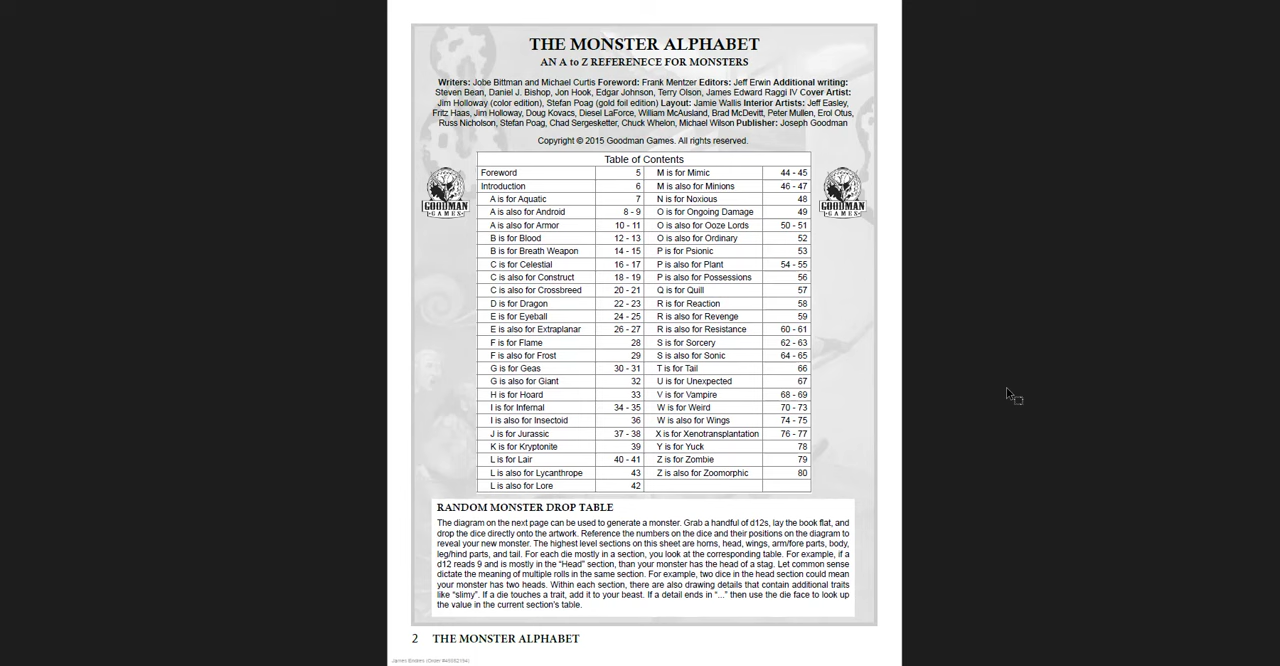 THE MONSTER ALPHABET
AN A to Z REFERENECE FOR MONSTERS
Writers: Jobe Bittman and Michael Curtis Foreword: Frank Mentzer Editors: Jeff Erwin Additional writing:
Steven Bean, Daniel J. Bishop, Jon Hook, Edgar Johnson, Terry Olson, James Edward Raggi IV Cover Artist:
Jim Holloway (color edition), Stefan Poag (gold foil edition) Layout: Jamie Wallis Interior Artists: Jeff Easley,
Fritz Haas, Jim Holloway, Doug Kovacs, Diesel LaForce, William McAusland, Brad McDevitt, Peter Mullen, Erol Otus,
Russ Nicholson, Stefan Poag, Chad Sergesketter, Chuck Whelon, Michael Wilson Publisher: Joseph Goodman
Copyright © 2015 Goodman Games. All rights reserved.
GOODMAN
GAMES
GOODMAN
GAMES
Table of Contents
Foreword 5 M is for Mimic 44 - 45
Introduction 6 M is also for Minions 46 - 47
A is for Aquatic 7 N is for Noxious 48
A is also for Android 8 - 9 O is for Ongoing Damage 49
A is also for Armor 10 - 11 O is also for Ooze Lords 50 - 51
B is for Blood 12 - 13 O is also for Ordinary 52
B is for Breath Weapon 14 - 15 P is for Psionic 53
C is for Celestial 16 - 17 P is also for Plant 54 - 55
C is also for Construct 18 - 19 P is also for Possessions 56
C is also for Crossbreed 20 - 21 Q is for Quill 57
D is for Dragon 22 - 23 R is for Reaction 58
E is for Eyeball 24 - 25 R is also for Revenge 59
E is also for Extraplanar 26 - 27 R is also for Resistance 60 - 61
F is for Flame 28 S is for Sorcery 62 - 63
F is also for Frost 29 S is also for Sonic 64 - 65
G is for Geas 30 - 31 T is for Tail 66
G is also for Giant 32 U is for Unexpected 67
H is for Hoard 33 V is for Vampire 68 - 69
I is for Infernal 34 - 35 W is for Weird 70 - 73
I is also for Insectoid 36 W is also for Wings 74 - 75
J is for Jurassic 37 - 38 X is for Xenotransplantation 76 - 77
K is for Kryptonite 39 Y is for Yuck 78
L is for Lair 40 - 41 Z is for Zombie 79
L is also for Lycanthrope 43 Z is also for Zoomorphic 80
L is also for Lore 42
RANDOM MONSTER DROP TABLE
The diagram on the next page can be used to generate a monster. Grab a handful of d12s, lay the book flat, and
drop the dice directly onto the artwork. Reference the numbers on the dice and their positions on the diagram to
reveal your new monster. The highest level sections on this sheet are horns, head, wings, arm/fore parts, body,
leg/hind parts, and tail. For each die mostly in a section, you look at the corresponding table. For example, if a
d12 reads 9 and is mostly in the "Head" section, than your monster has the head of a stag. Let common sense
dictate the meaning of multiple rolls in the same section. For example, two dice in the head section could mean
your monster has two heads. Within each section, there are also drawing details that contain additional traits
like "slimy". If a die touches a trait, add it to your beast. If a detail ends in "..." then use the die face to look up
the value in the current section's table.
2 THE MONSTER ALPHABET